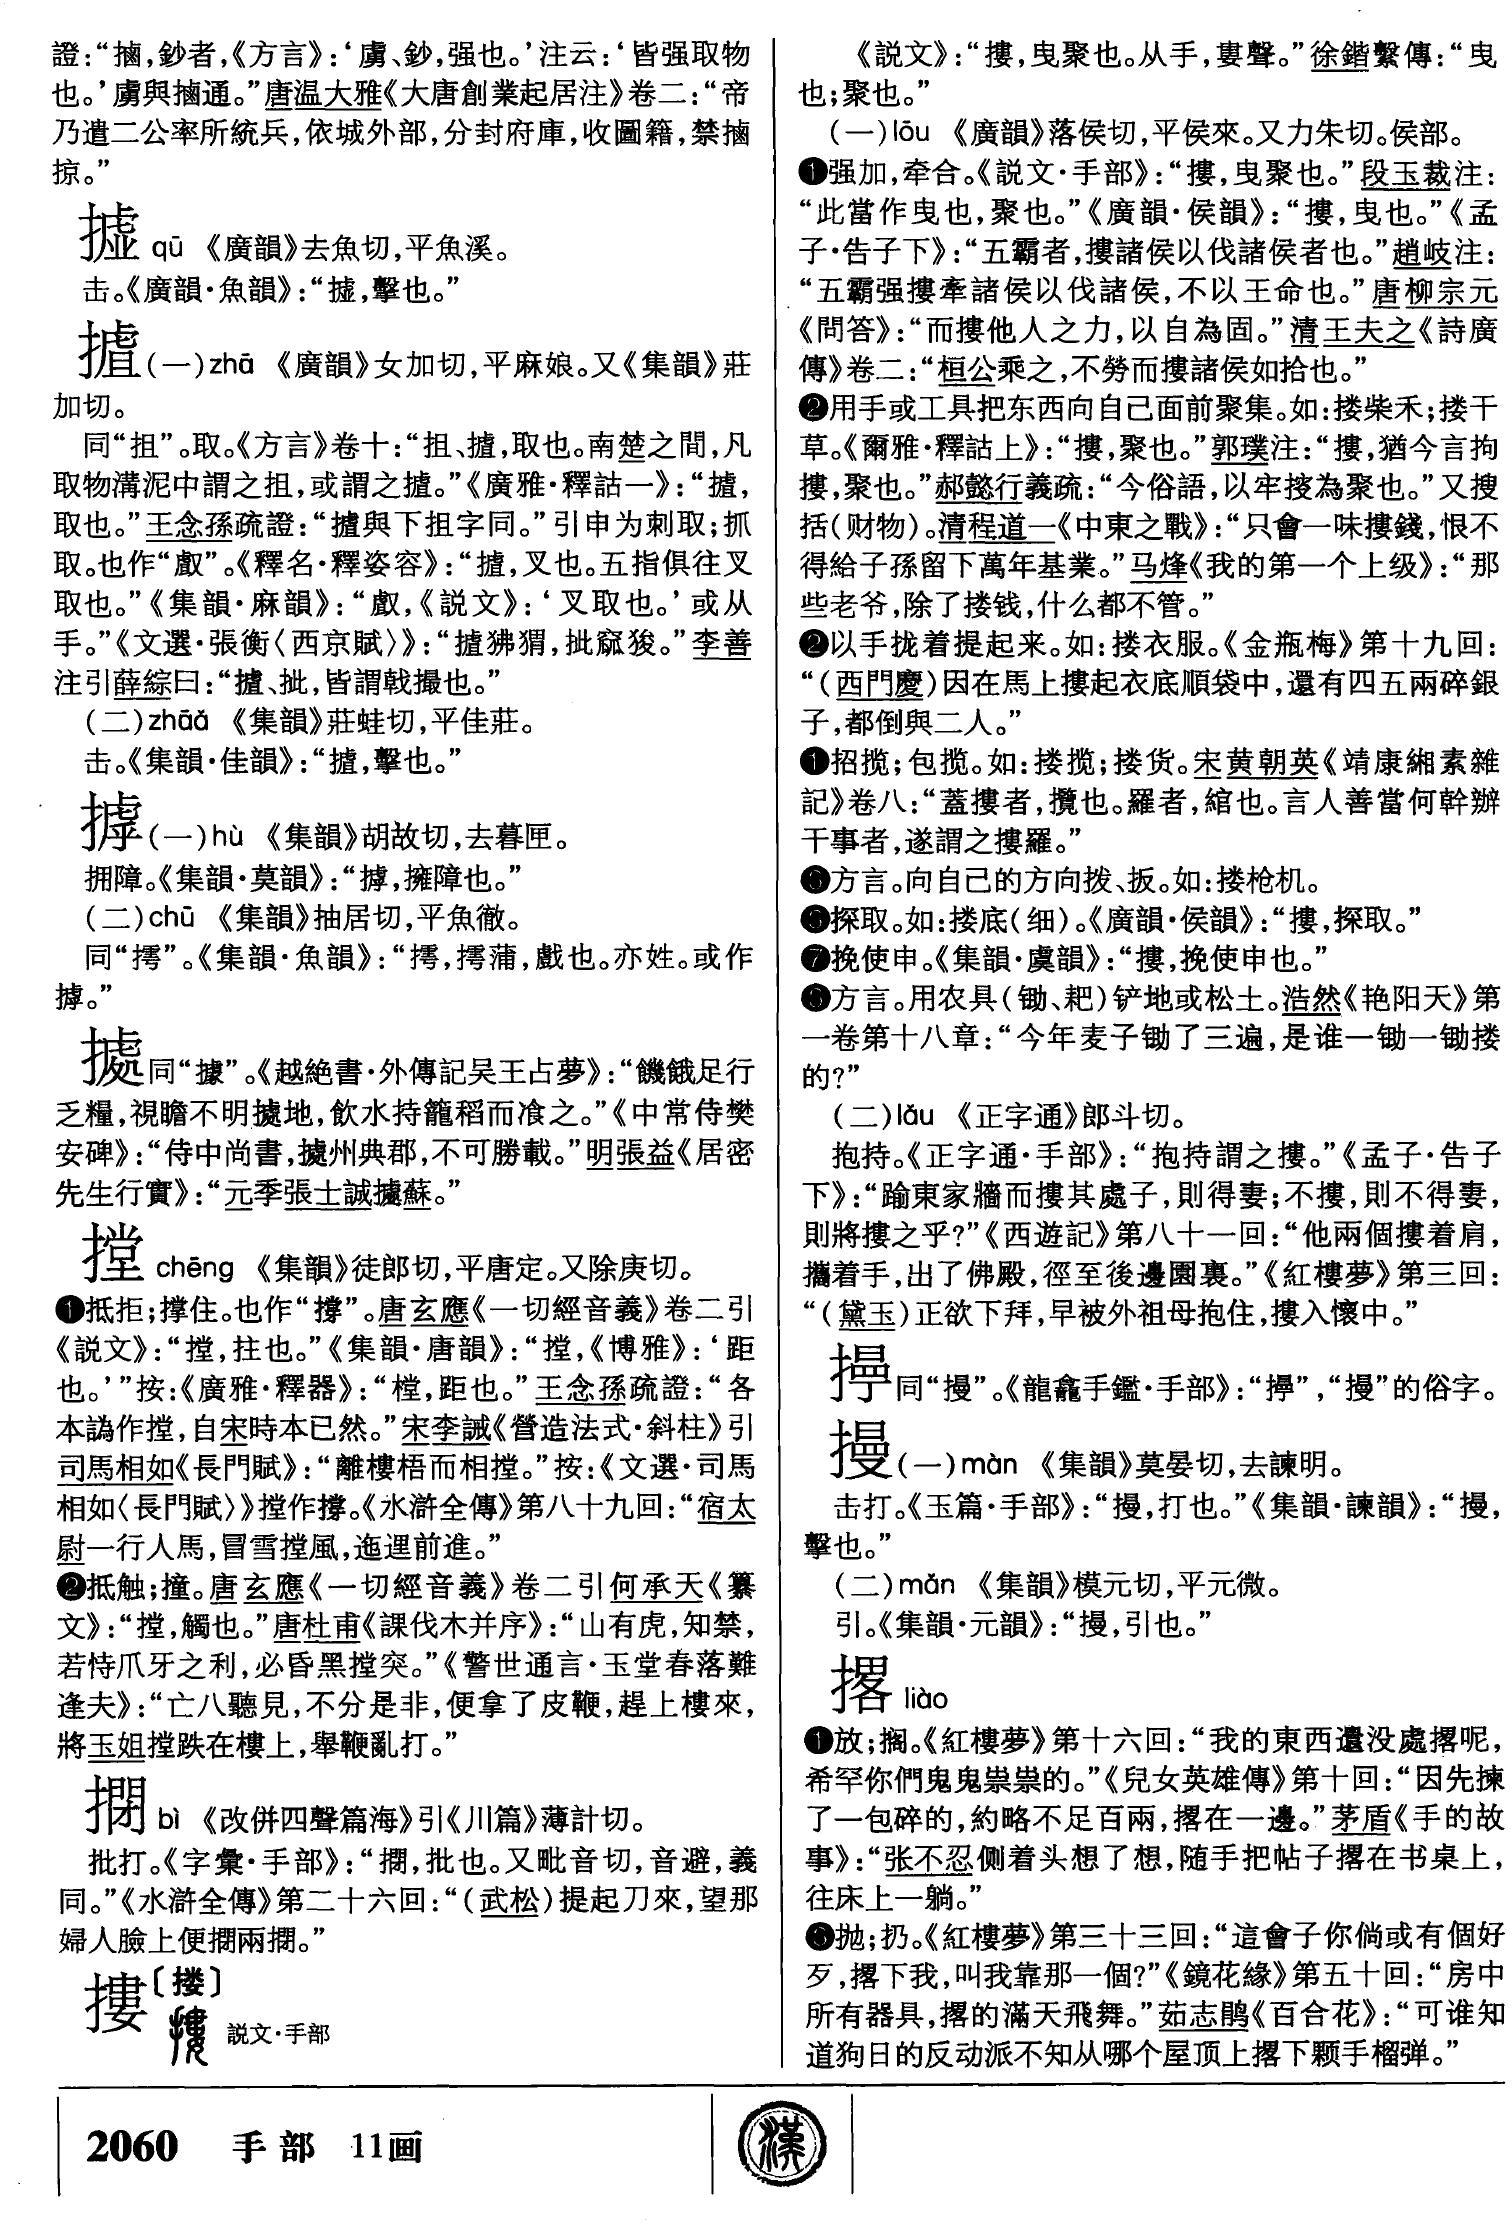 證：“摛，鈔者，《方言》：‘虜、鈔，强也。’注云：‘皆强取物
也。’虜與摛通。”唐温大雅《大唐創業起居注》卷二：“帝
乃遣二公率所統兵，依城外部，分封府庫，收圖籍，禁摛
掠。”
摣 qū 《廣韻》去魚切，平魚溪。
击。《廣韻·魚韻》：“㨿，擊也。”
摣(一)zhā 《廣韻》女加切，平麻娘。又《集韻》莊
加切。
同“抯”。取。《方言》卷十：“抯、摣，取也。南楚之間，凡
取物溝泥中謂之抯，或謂之摣。”《廣雅·釋詁一》：“摣，
取也。”王念孫疏證：“摣與下抯字同。”引申为刺取；抓
取。也作“䖒”。《釋名·釋姿容》：“摣，叉也。五指俱往叉
取也。”《集韻·麻韻》：“䖒，《説文》：‘叉取也。’或从
手。”《文選·張衡〈西京賦〉》：“摣狒猬，批窳狻。”李善
注引薛綜曰：“摣、批，皆謂戟撮也。”
(二)zhāǎ 《集韻》莊蛙切，平佳莊。
击。《集韻·佳韻》：“摣，擊也。”
摢(一)hù 《集韻》胡故切，去暮匣。
拥障。《集韻·莫韻》：“摢，擁障也。”
(二)chū 《集韻》抽居切，平魚徹。
同“摴”。《集韻·魚韻》：“摴，摴蒲，戲也。亦姓。或作
摢。”
㨿同“據”。《越絶書·外傳記吴王占夢》：“饑餓足行
乏糧，視瞻不明㨿地，飲水持籠稻而飡之。”《中常侍樊
安碑》：“侍中尚書，㨿州典郡，不可勝載。”明張益《居密
先生行實》：“元季張士誠㨿蘇。”
摚 chēng 《集韻》徒郎切，平唐定。又除庚切。
❶抵拒；撑住。也作“撐”。唐玄應《一切經音義》卷二引
《説文》：“摚，拄也。”《集韻·唐韻》：“摚，《博雅》：‘距
也。’”按：《廣雅·釋器》：“樘，距也。”王念孫疏證：“各
本譌作摚，自宋時本已然。”宋李誡《營造法式·斜柱》引
司馬相如《長門賦》：“離樓梧而相摚。”按：《文選·司馬
相如〈長門賦〉》摚作撐。《水滸全傳》第八十九回：“宿太
尉一行人馬，冒雪摚風，迤逻前進。”
❷抵触；撞。唐玄應《一切經音義》卷二引何承天《纂
文》：“摚，觸也。”唐杜甫《課伐木并序》：“山有虎，知禁，
若恃爪牙之利，必昏黑摚突。”《警世通言·玉堂春落難
逢夫》：“亡八聽見，不分是非，便拿了皮鞭，趕上樓來，
將玉姐摚跌在樓上，舉鞭亂打。”
㨽 bì 《改併四聲篇海》引《川篇》薄計切。
批打。《字彙·手部》：“㨽，批也。又毗音切，音避，義
同。”《水滸全傳》第二十六回：“(武松)提起刀來，望那
婦人臉上便㨽兩㨽。”
摟〔搂〕
説文·手部
《説文》：“摟，曳聚也。从手，婁聲。”徐鍇繫傳：“曳
也；聚也。”
(一)lōu 《廣韻》落侯切，平侯來。又力朱切。侯部。
❶强加，牵合。《説文·手部》：“摟，曳聚也。”段玉裁注：
“此當作曳也，聚也。”《廣韻·侯韻》：“摟，曳也。”《孟
子·告子下》：“五霸者，摟諸侯以伐諸侯者也。”趙岐注：
“五霸强摟牽諸侯以伐諸侯，不以王命也。”唐柳宗元
《問答》：“而摟他人之力，以自為固。”清王夫之《詩廣
傳》卷二：“桓公乘之，不勞而摟諸侯如拾也。”
❷用手或工具把东西向自己面前聚集。如：搂柴禾；搂干
草。《爾雅·釋詁上》：“摟，聚也。”郭璞注：“摟，猶今言拘
摟，聚也。”郝懿行義疏：“今俗語，以牢挼為聚也。”又搜
括(财物)。清程道一《中東之戰》：“只會一味摟錢，恨不
得給子孫留下萬年基業。”马烽《我的第一个上级》：“那
些老爷，除了搂钱，什么都不管。”
❷以手拢着提起来。如：搂衣服。《金瓶梅》第十九回：
“(西門慶)因在馬上摟起衣底順袋中，還有四五兩碎銀
子，都倒與二人。”
❶招揽；包揽。如：搂揽；搂货。宋黄朝英《靖康緗素雜
記》卷八：“蓋摟者，攬也。羅者，綰也。言人善當何幹辦
干事者，遂謂之摟羅。”
❺方言。向自己的方向拨、扳。如：搂枪机。
❻探取。如：搂底(细)。《廣韻·侯韻》：“摟，探取。”
❼挽使申。《集韻·虞韻》：“摟，挽使申也。”
❽方言。用农具(锄、耙)铲地或松土。浩然《艳阳天》第
一卷第十八章：“今年麦子锄了三遍，是谁一锄一锄搂
的?”
(二)lǒu 《正字通》郎斗切。
抱持。《正字通·手部》：“抱持謂之摟。”《孟子·告子
下》：“踰東家牆而摟其處子，則得妻；不摟，則不得妻，
則將摟之乎?”《西遊記》第八十一回：“他兩個摟着肩，
攜着手，出了佛殿，徑至後邊園裏。”《紅樓夢》第三回：
“(黛玉)正欲下拜，早被外祖母抱住，摟入懷中。”
同“摱”。《龍龕手鑑·手部》：“㨹”，“摱”的俗字。
摱(一)màn 《集韻》莫晏切，去諫明。
击打。《玉篇·手部》：“摱，打也。”《集韻·諫韻》：“摱，
擊也。”
(二)mǎn 《集韻》模元切，平元微。
引。《集韻·元韻》：“摱，引也。”
撂 liào
❶放；搁。《紅樓夢》第十六回：“我的東西還没處撂呢，
希罕你們鬼鬼祟祟的。”《兒女英雄傳》第十回：“因先揀
了一包碎的，約略不足百兩，撂在一邊。”茅盾《手的故
事》：“张不忍侧着头想了想，随手把帖子撂在书桌上，
往床上一躺。”
❸抛；扔。《紅樓夢》第三十三回：“這會子你倘或有個好
歹，撂下我，叫我靠那一個?”《鏡花緣》第五十回：“房中
所有器具，撂的滿天飛舞。”茹志鹃《百合花》：“可谁知
道狗日的反动派不知从哪个屋顶上撂下颗手榴弹。”
2060 手部 11画
漢